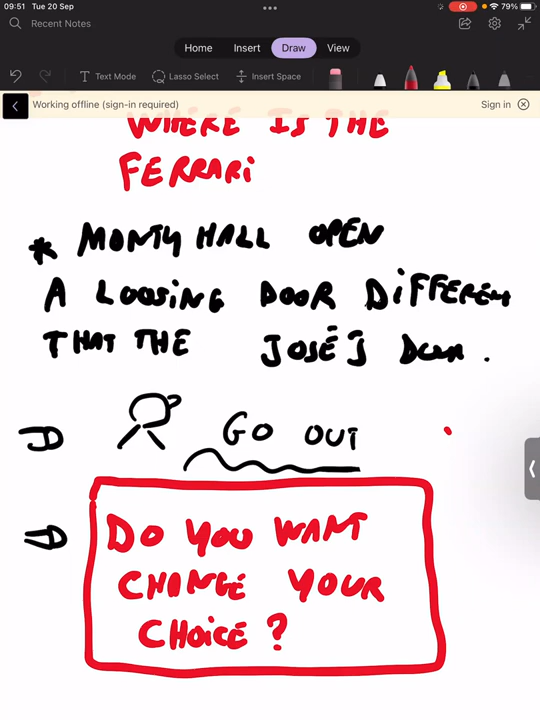 09:51 Tue 20 Sep 79%
Recent Notes
Home Insert Draw View
Text Mode Lasso Select Insert Space
Working offline (sign-in required) Sign in
WHERE IS THE
FERRARi
* MONTY HALL OPEN
A LOOSiNG DOOR DiFFEREN
THAT THE JOSÉ'S DOOR.
⇒ GO OUT
⇒ DO YOU WANT
CHANGE YOUR
CHOiCE?